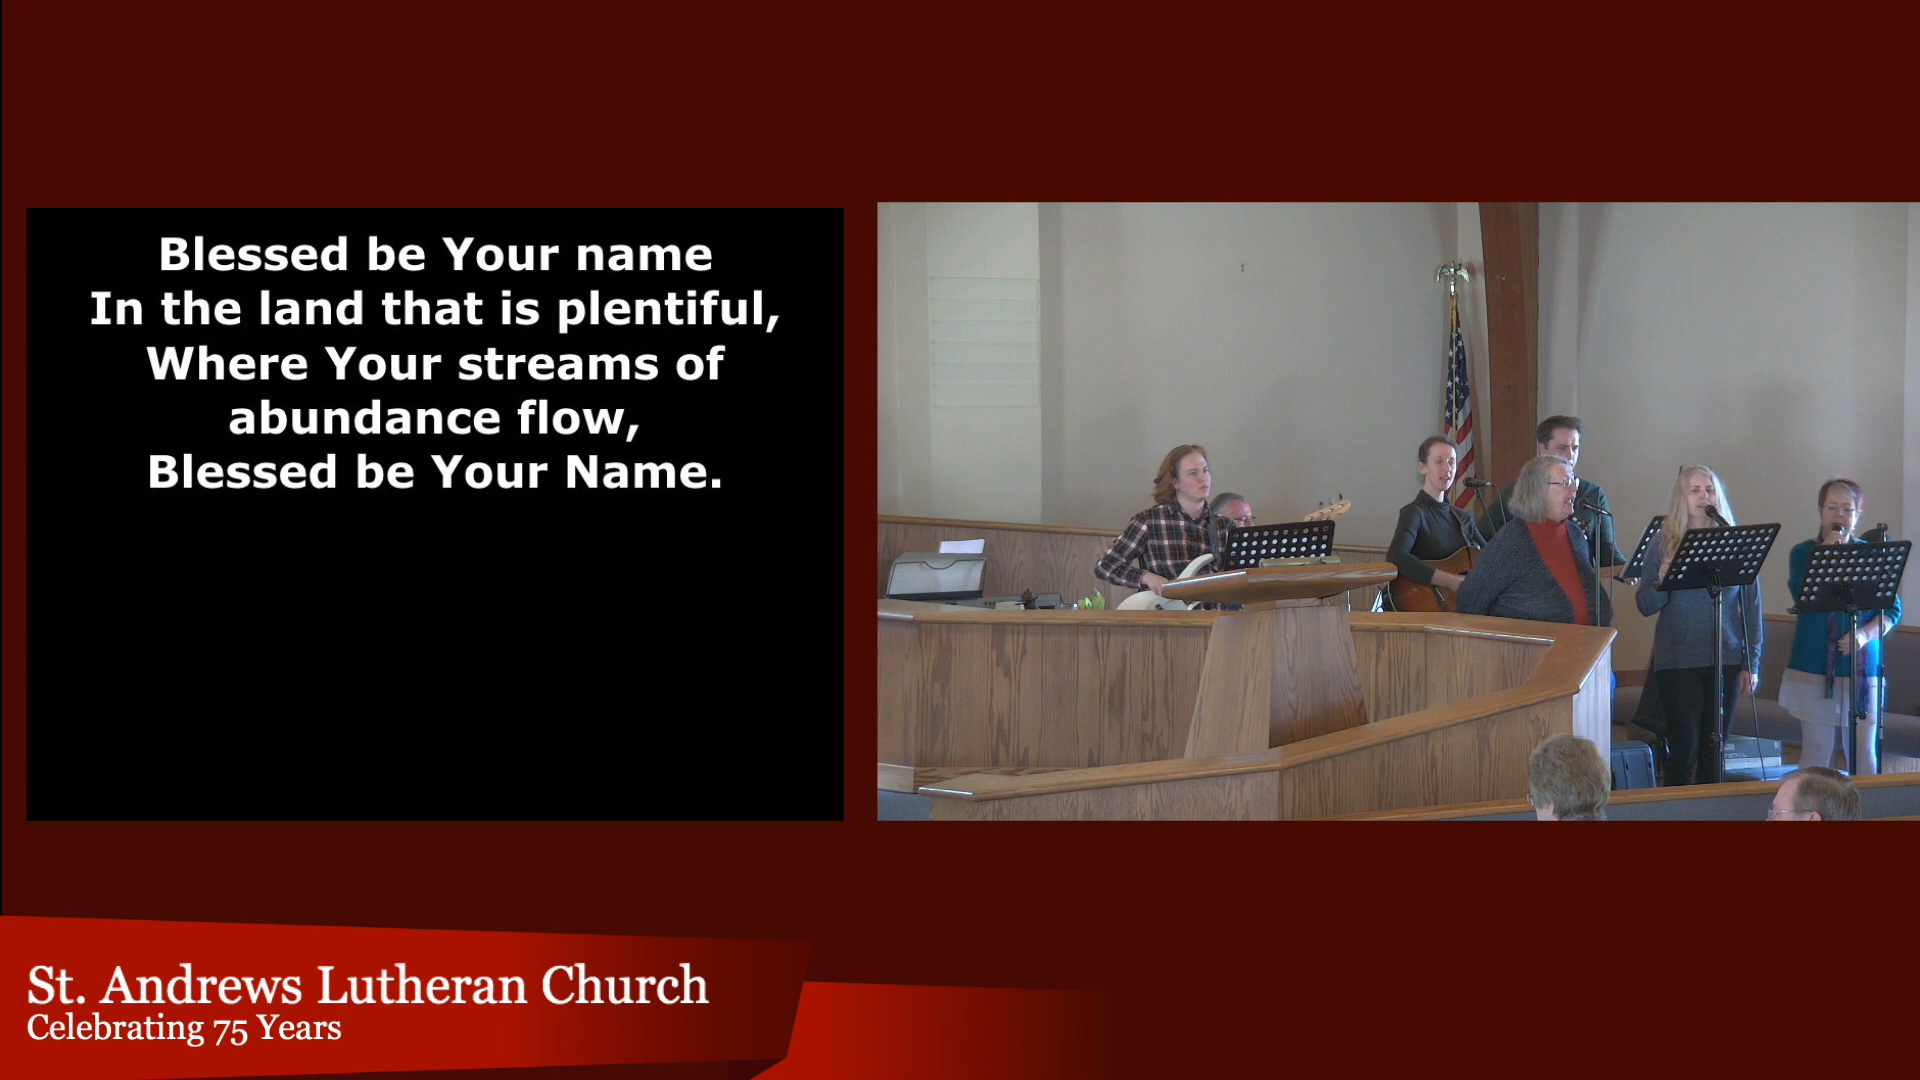 Blessed be Your name
In the land that is plentiful,
Where Your streams of
abundance flow,
Blessed be Your Name.
St. Andrews Lutheran Church
Celebrating 75 Years